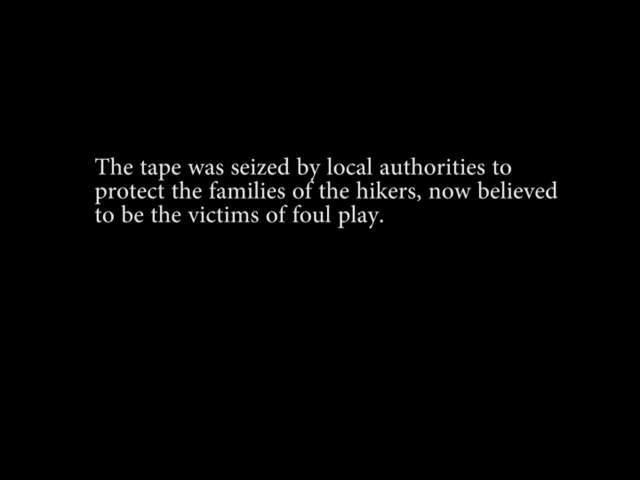 The tape was seized by local authorities to
protect the families of the hikers, now believed
to be the victims of foul play.